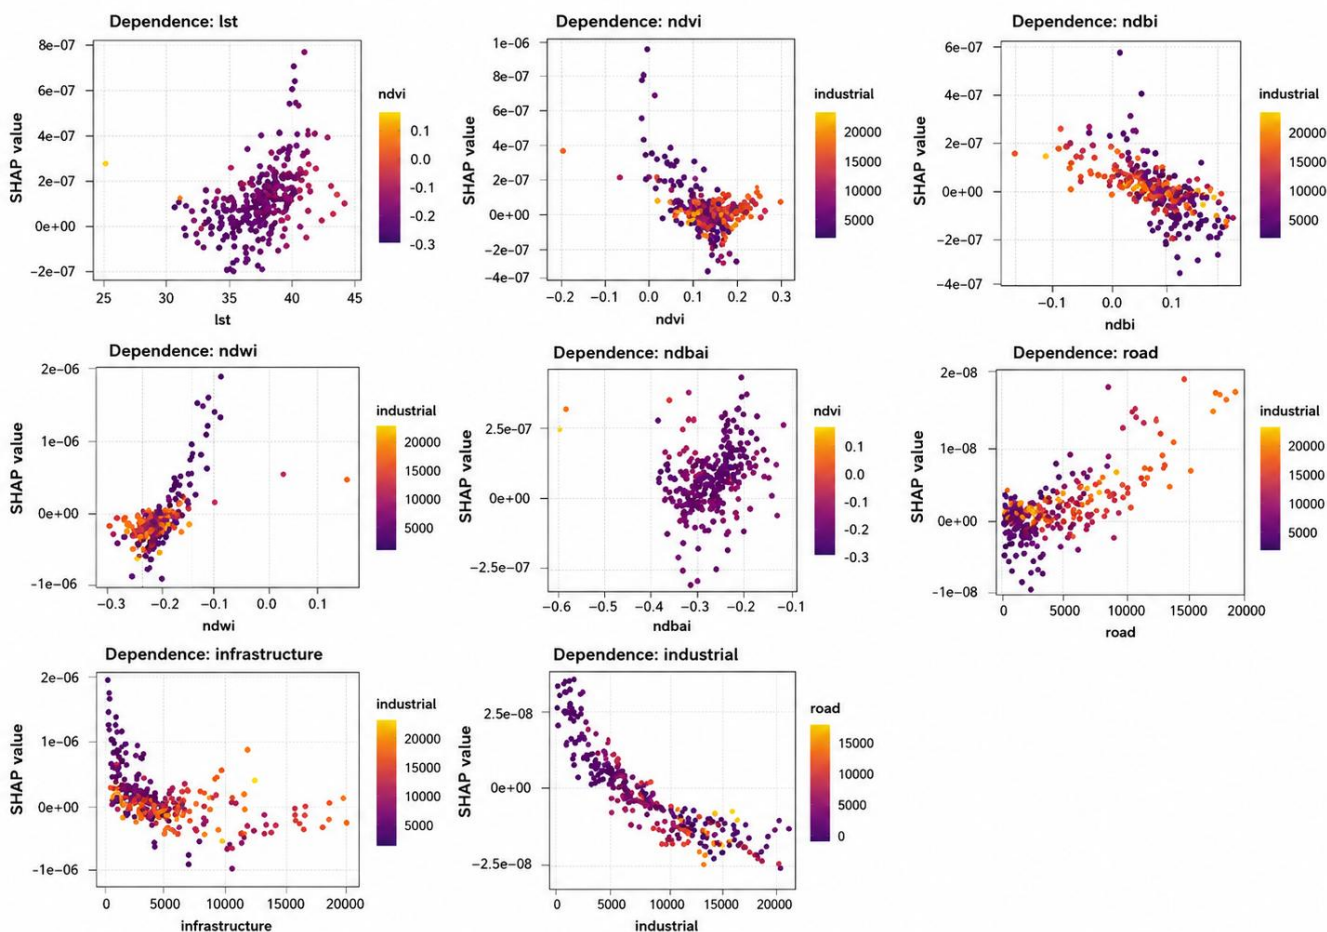 Dependence: lst
8e-07
6e-07
4e-07
2e-07
0e+00
−2e-07
SHAP value
25 30 35 40 45
lst
ndvi
0.1
0.0
-0.1
-0.2
-0.3
Dependence: ndvi
1e-06
8e-07
6e-07
4e-07
2e-07
0e+00
−2e-07
−4e-07
SHAP value
−0.2 −0.1 0.0 0.1 0.2 0.3
ndvi
industrial
20000
15000
10000
5000
Dependence: ndbi
6e-07
4e-07
2e-07
0e+00
−2e-07
−4e-07
SHAP value
−0.1 0.0 0.1
ndbi
industrial
20000
15000
10000
5000
Dependence: ndwi
2e-06
1e-06
0e+00
−1e-06
SHAP value
−0.3 −0.2 −0.1 0.0 0.1
ndwi
industrial
20000
15000
10000
5000
Dependence: ndbai
2.5e-07
0e+00
−2.5e-07
SHAP value
−0.6 −0.5 −0.4 −0.3 −0.2 −0.1
ndbai
ndvi
0.1
0.0
-0.1
-0.2
-0.3
Dependence: road
2e-08
1e-08
0e+00
−1e-08
SHAP value
0 5000 10000 15000 20000
road
industrial
20000
15000
10000
5000
Dependence: infrastructure
2e-06
1e-06
0e+00
−1e-06
SHAP value
0 5000 10000 15000 20000
infrastructure
industrial
20000
15000
10000
5000
Dependence: industrial
2.5e-08
0e+00
−2.5e-08
SHAP value
0 5000 10000 15000 20000
industrial
road
15000
10000
5000
0